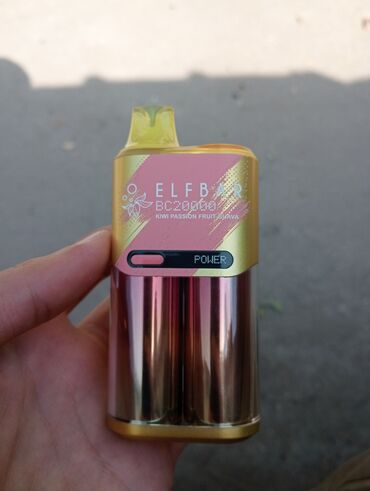 ELFBAR
BC20000
KIWI PASSION FRUIT GUAVA
POWER